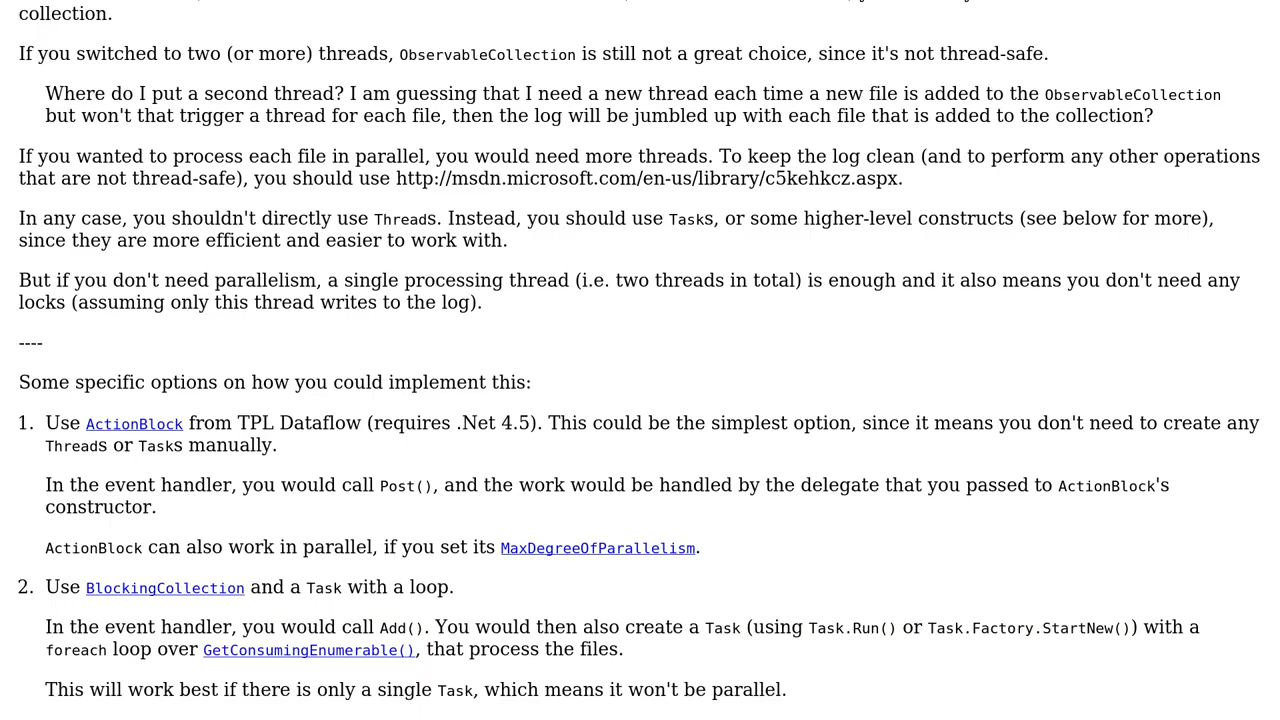 collection.
If you switched to two (or more) threads, ObservableCollection is still not a great choice, since it's not thread-safe.
Where do I put a second thread? I am guessing that I need a new thread each time a new file is added to the ObservableCollection
but won't that trigger a thread for each file, then the log will be jumbled up with each file that is added to the collection?
If you wanted to process each file in parallel, you would need more threads. To keep the log clean (and to perform any other operations
that are not thread-safe), you should use http://msdn.microsoft.com/en-us/library/c5kehkcz.aspx.
In any case, you shouldn't directly use Threads. Instead, you should use Tasks, or some higher-level constructs (see below for more),
since they are more efficient and easier to work with.
But if you don't need parallelism, a single processing thread (i.e. two threads in total) is enough and it also means you don't need any
locks (assuming only this thread writes to the log).
----
Some specific options on how you could implement this:
1. Use ActionBlock from TPL Dataflow (requires .Net 4.5). This could be the simplest option, since it means you don't need to create any
Threads or Tasks manually.
In the event handler, you would call Post(), and the work would be handled by the delegate that you passed to ActionBlock's
constructor.
ActionBlock can also work in parallel, if you set its MaxDegreeOfParallelism.
2. Use BlockingCollection and a Task with a loop.
In the event handler, you would call Add(). You would then also create a Task (using Task.Run() or Task.Factory.StartNew()) with a
foreach loop over GetConsumingEnumerable(), that process the files.
This will work best if there is only a single Task, which means it won't be parallel.